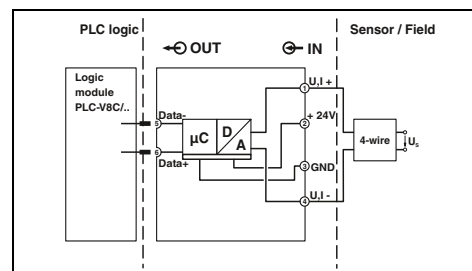 PLC logic
OUT
IN
Sensor / Field
Logic
module
PLC-V8C/..
5
Data-
µC
D
A
6
Data+
1
U,I +
2
+ 24V
3
GND
4
U,I -
4-wire
Us